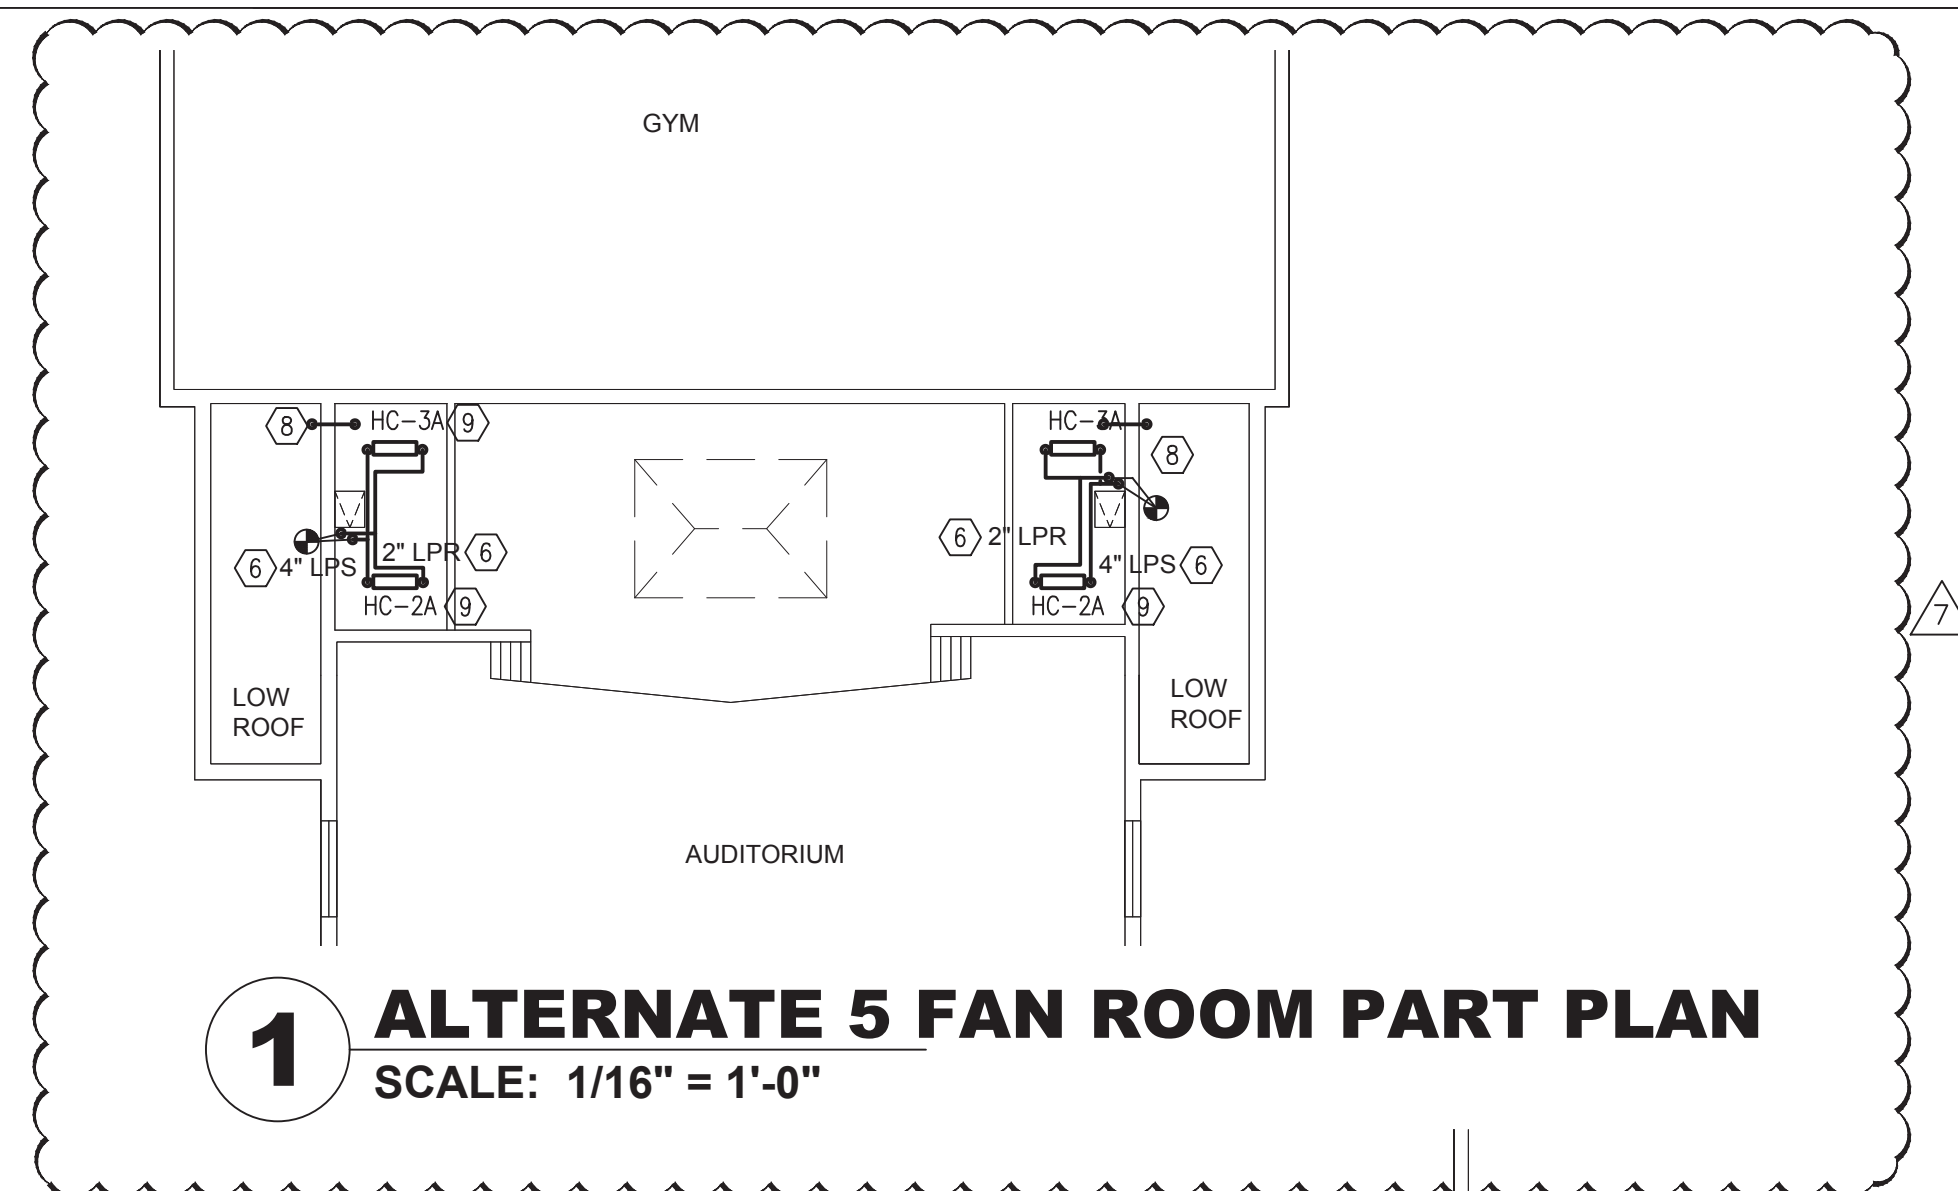 GYM
8
HC-3A 9
HC-3A
8
6 4" LPS
2" LPR 6
6 2" LPR
4" LPS 6
HC-2A 9
HC-2A 9
7
LOW
ROOF
LOW
ROOF
AUDITORIUM
1 ALTERNATE 5 FAN ROOM PART PLAN
SCALE: 1/16" = 1'-0"